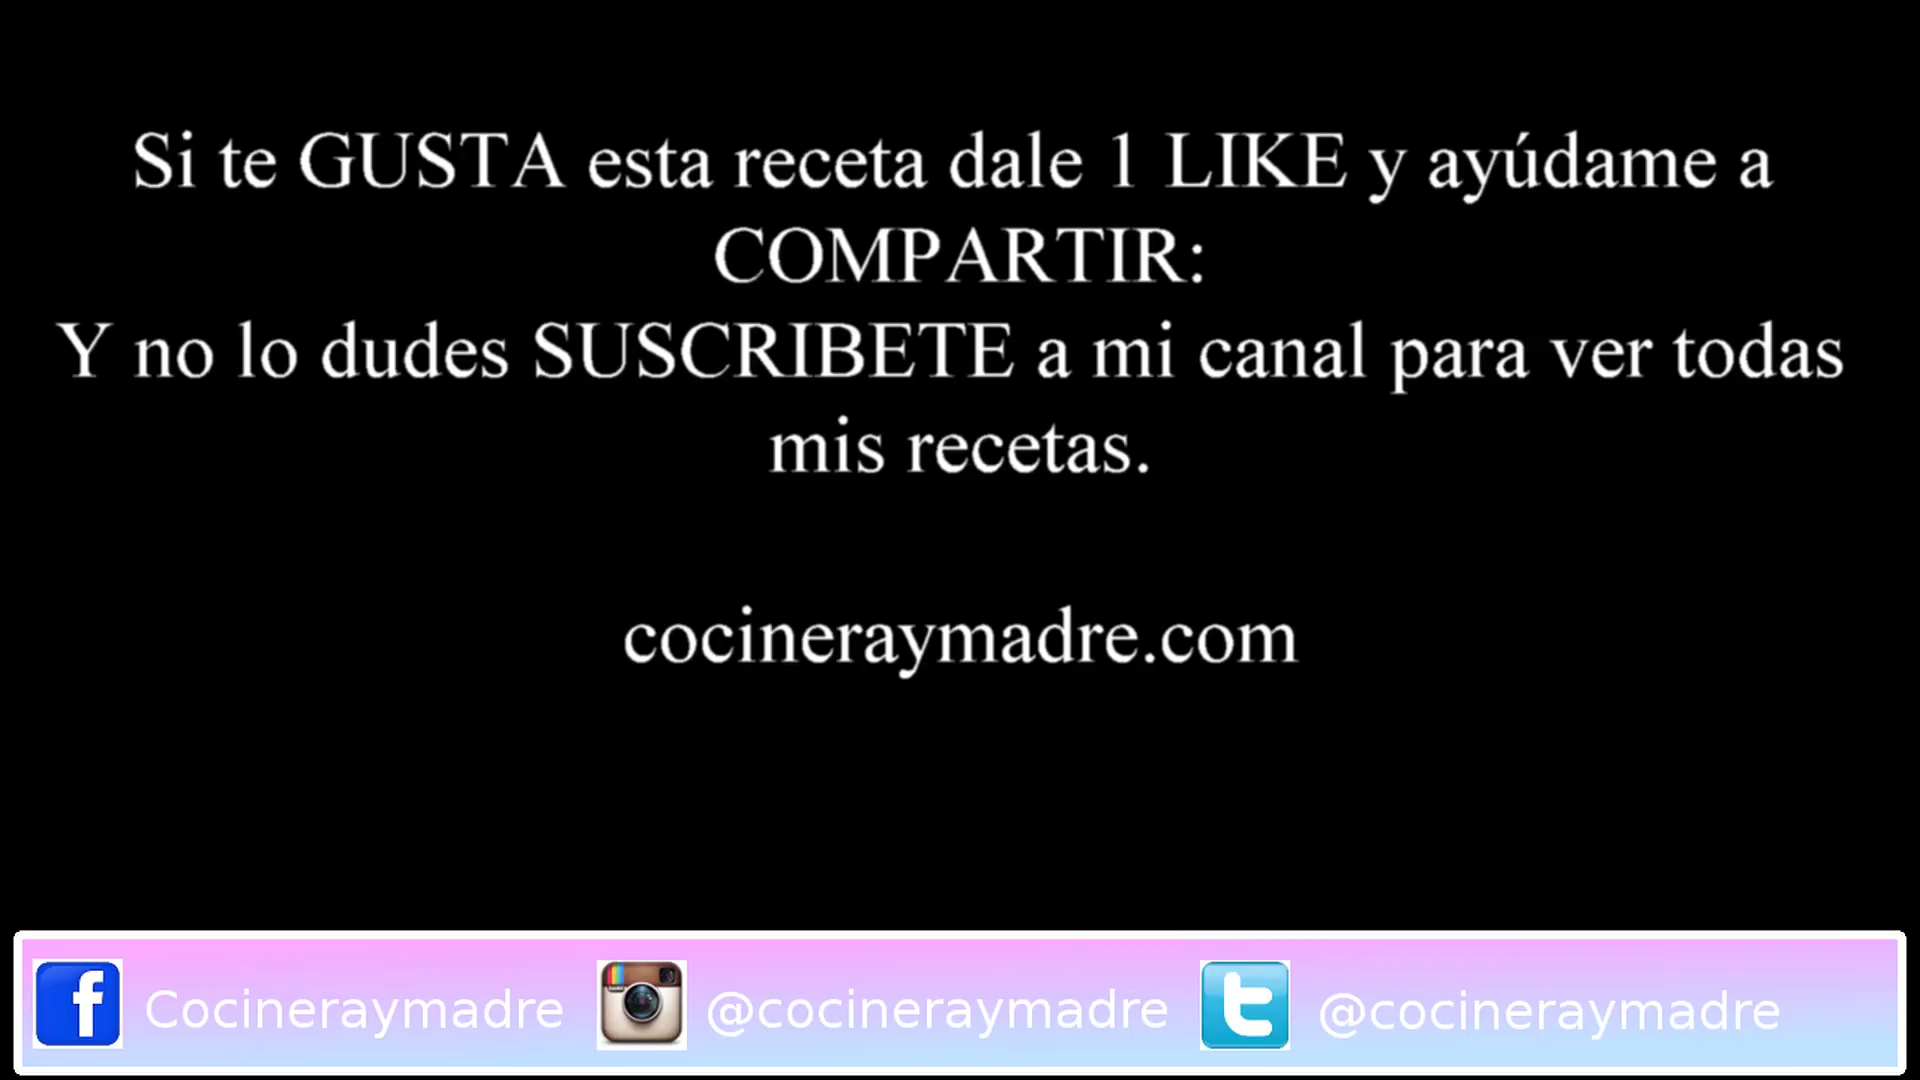 Si te GUSTA esta receta dale 1 LIKE y ayúdame a
COMPARTIR:
Y no lo dudes SUSCRIBETE a mi canal para ver todas
mis recetas.
cocineraymadre.com
Cocineraymadre @cocineraymadre @cocineraymadre